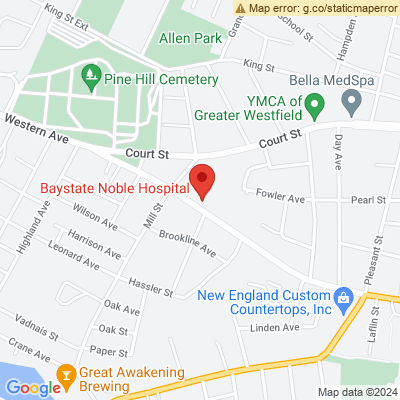 Map error: g.co/staticmaperror
King St Ext
Allen Park
School St
Hampden
King St
Pine Hill Cemetery
Bella MedSpa
YMCA of
Greater Westfield
Western Ave
Court St
Court St
Day Ave
Baystate Noble Hospital
Fowler Ave
Pearl St
Highland Ave
Wilson Ave
Mill St
Harrison Ave
Brookline Ave
Pleasant St
Leonard Ave
Hassler St
New England Custom
Countertops, Inc
Oak Ave
Vadnais St
Oak St
Linden Ave
Laflin St
Crane Ave
Paper St
Great Awakening
Brewing
Google
Map data ©2024